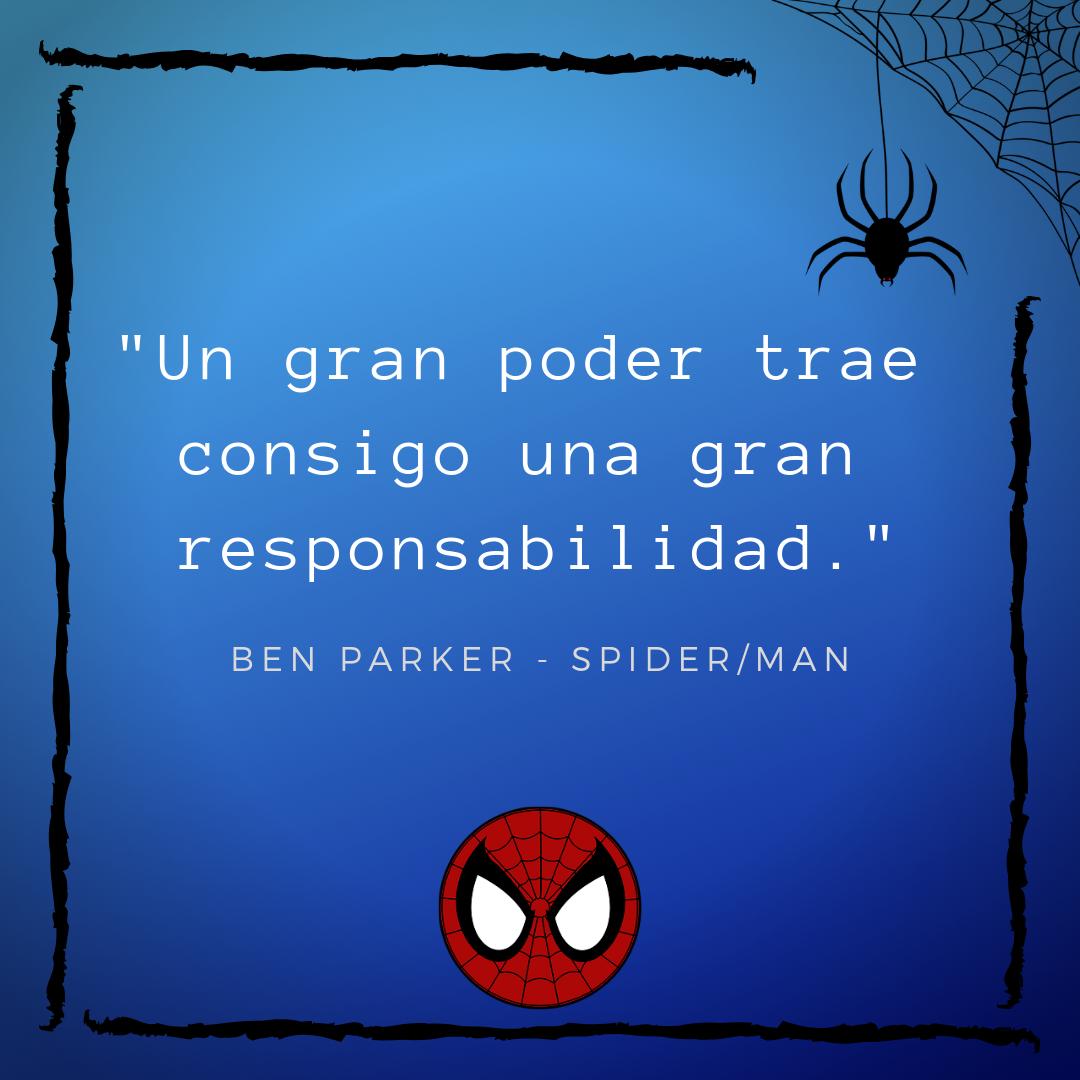 "Un gran poder trae
consigo una gran
responsabilidad."
BEN PARKER - SPIDER/MAN